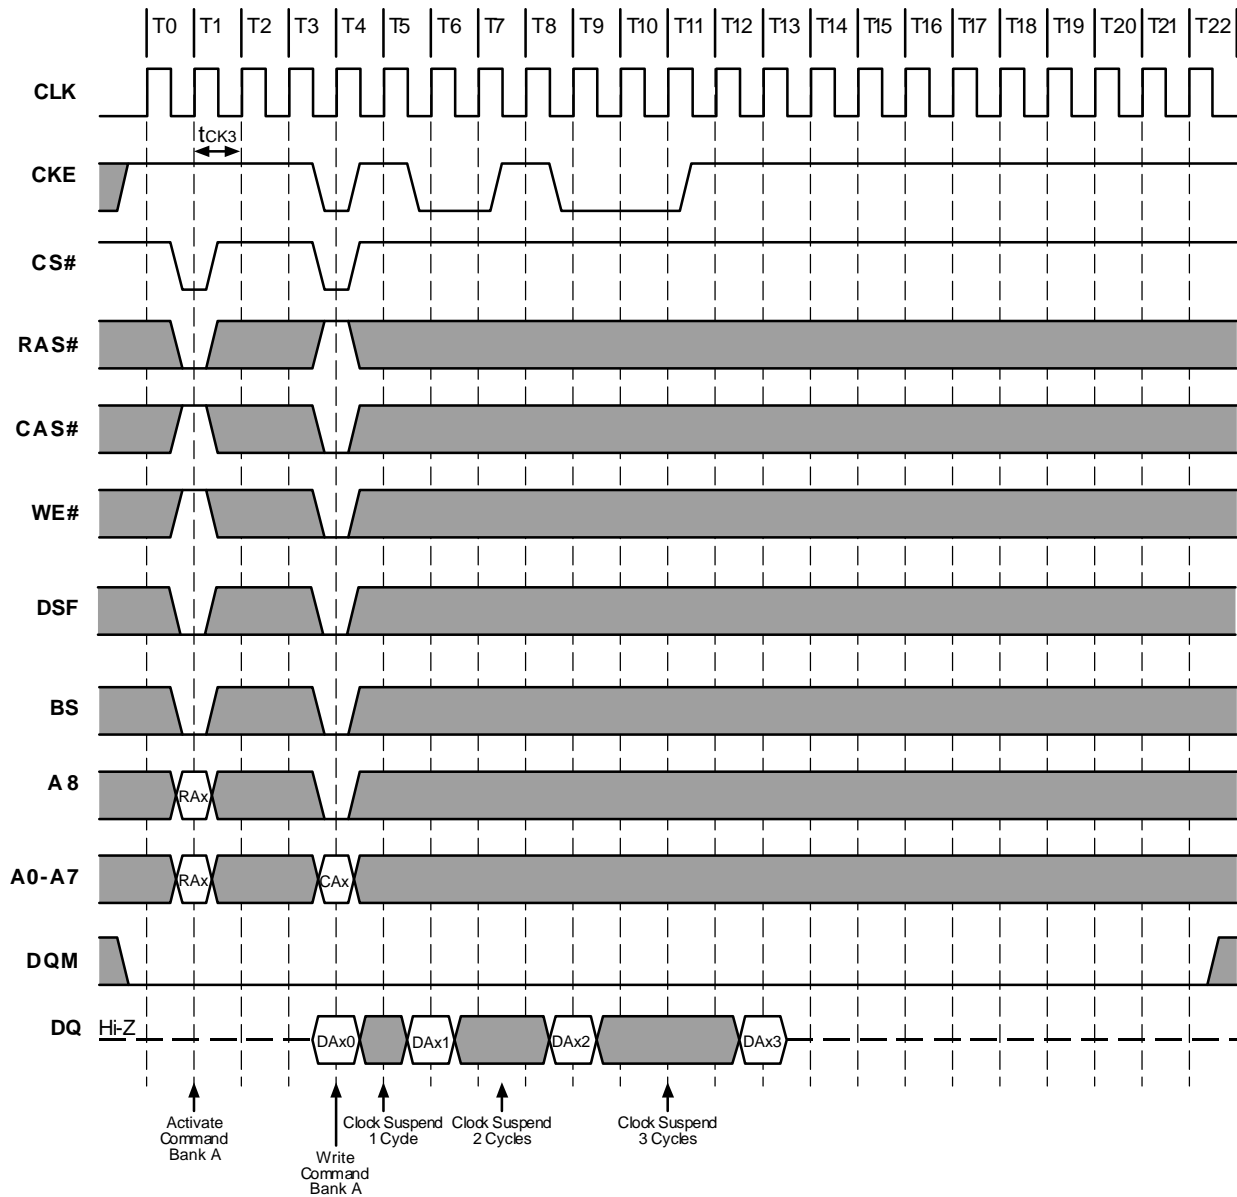 T0 T1 T2 T3 T4 T5 T6 T7 T8 T9 T10 T11 T12 T13 T14 T15 T16 T17 T18 T19 T20 T21 T22
CLK
tCK3
CKE
CS#
RAS#
CAS#
WE#
DSF
BS
A8
RAx
A0-A7
RAx CAx
DQM
DQ Hi-Z
DAx0 DAx1 DAx2 DAx3
Activate
Command
Bank A
Write
Command
Bank A
Clock Suspend
1 Cycle
Clock Suspend
2 Cycles
Clock Suspend
3 Cycles